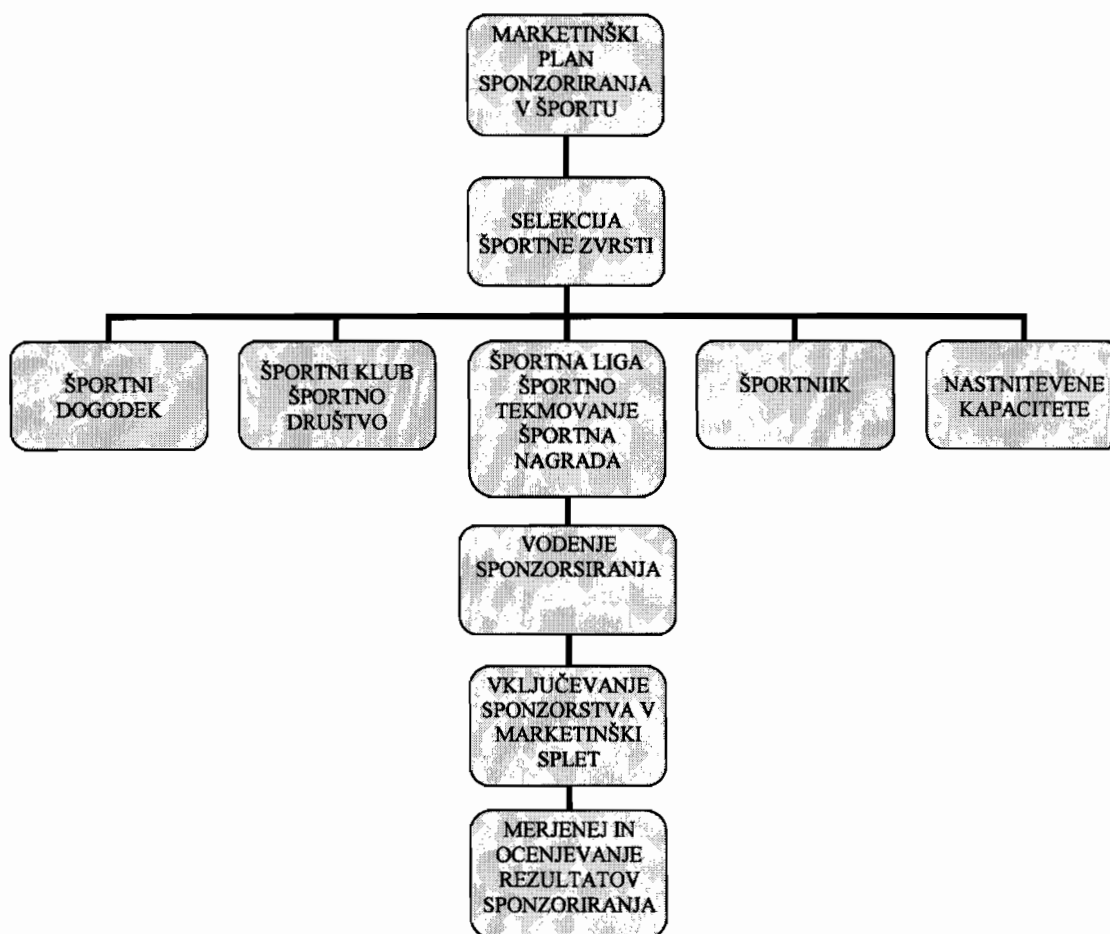 MARKETINŠKI
PLAN
SPONZORIRANJA
V ŠPORTU
SELEKCIJA
ŠPORTNE ZVRSTI
ŠPORTNI
DOGODEK
ŠPORTNI KLUB
ŠPORTNO
DRUŠTVO
ŠPORTNA LIGA
ŠPORTNO
TEKMOVANJE
ŠPORTNA
NAGRADA
ŠPORTNIIK
NASTNITEVENE
KAPACITETE
VODENJE
SPONZORSIRANJA
VKLJUČEVANJE
SPONZORSTVA V
MARKETINŠKI
SPLET
MERJENEJ IN
OCENJEVANJE
REZULTATOV
SPONZORIRANJA